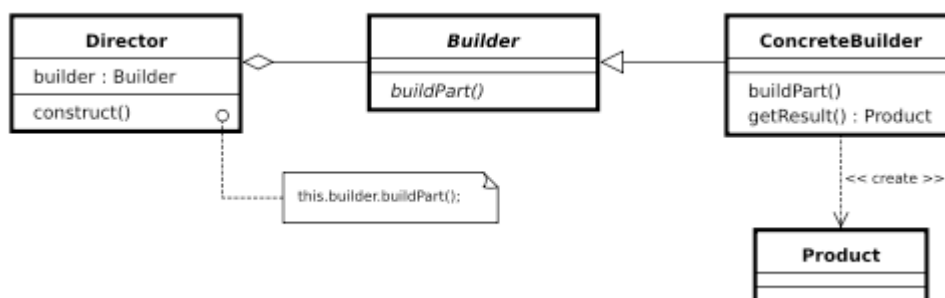 Director
builder : Builder
construct()
Builder
buildPart()
ConcreteBuilder
buildPart()
getResult() : Product
this.builder.buildPart();
<< create >>
Product